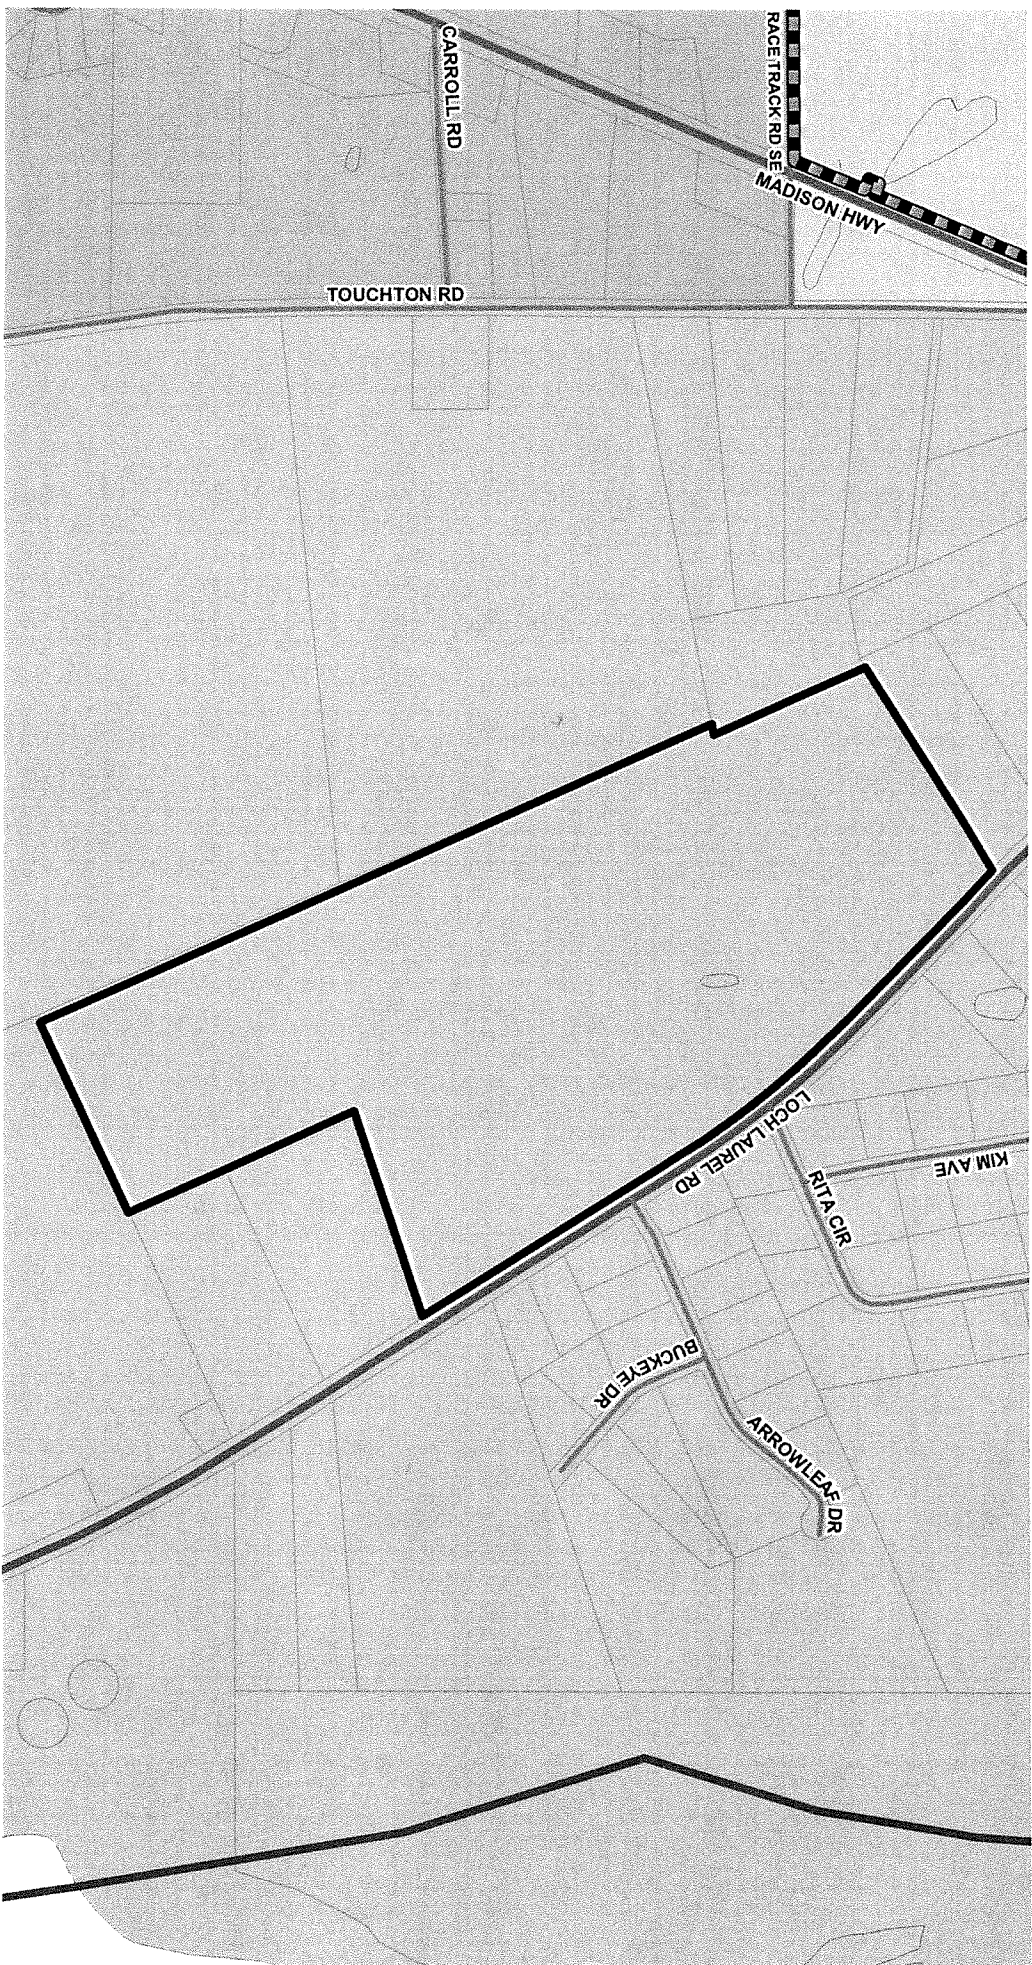 CARROLL RD
RACE TRACK RD SE
MADISON HWY
TOUCHTON RD
LOCH LAUREL RD
KIM AVE
RITA CIR
BUCKEYE DR
ARROWLEAF DR